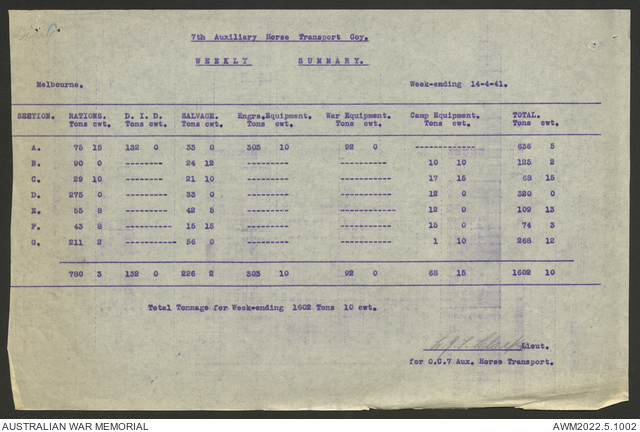 7th Auxiliary Horse Transport Coy.
WEEKLY SUMMARY.
Melbourne. Week-ending 14-4-41.
SECTION. RATIONS. D. I. D. SALVAGE. Engrs.Equipment. War Equipment. Camp Equipment. TOTAL.
Tons cwt. Tons cwt. Tons cwt. Tons cwt. Tons cwt. Tons cwt. Tons cwt.
A. 75 15 132 0 33 0 303 10 92 0 -------------- 636 5
B. 90 0 -------- 24 12 --------- --------- 10 10 125 2
C. 29 10 -------- 21 10 --------- --------- 17 15 68 15
D. 275 0 -------- 33 0 --------- --------- 12 0 320 0
E. 55 8 -------- 42 5 --------- --------- 12 0 109 13
F. 43 8 -------- 15 15 --------- --------- 15 0 74 3
G. 211 2 ---------- 56 0 --------- --------- 1 10 268 12
780 3 132 0 226 2 303 10 92 0 68 15 1602 10
Total Tonnage for Week-ending 1602 Tons 10 cwt.
Lieut.
for O.C.7 Aux. Horse Transport.
AUSTRALIAN WAR MEMORIAL AWM2022.5.1002